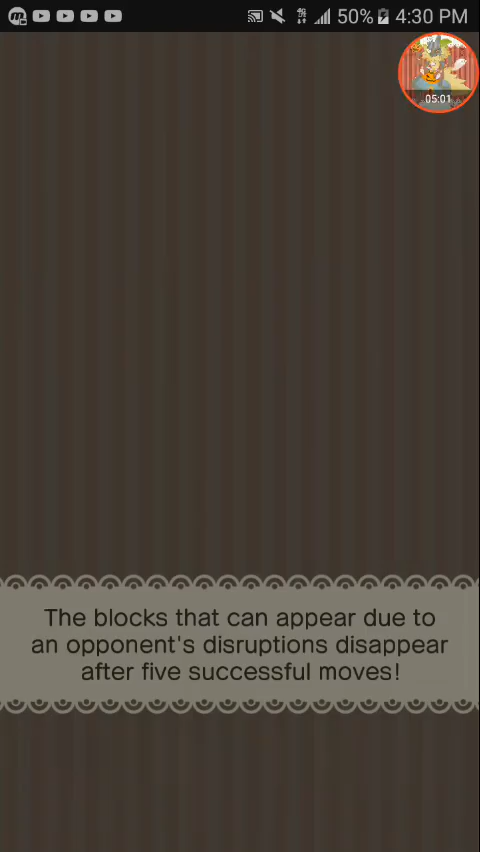 50% 4:30 PM
05:01
The blocks that can appear due to
an opponent's disruptions disappear
after five successful moves!